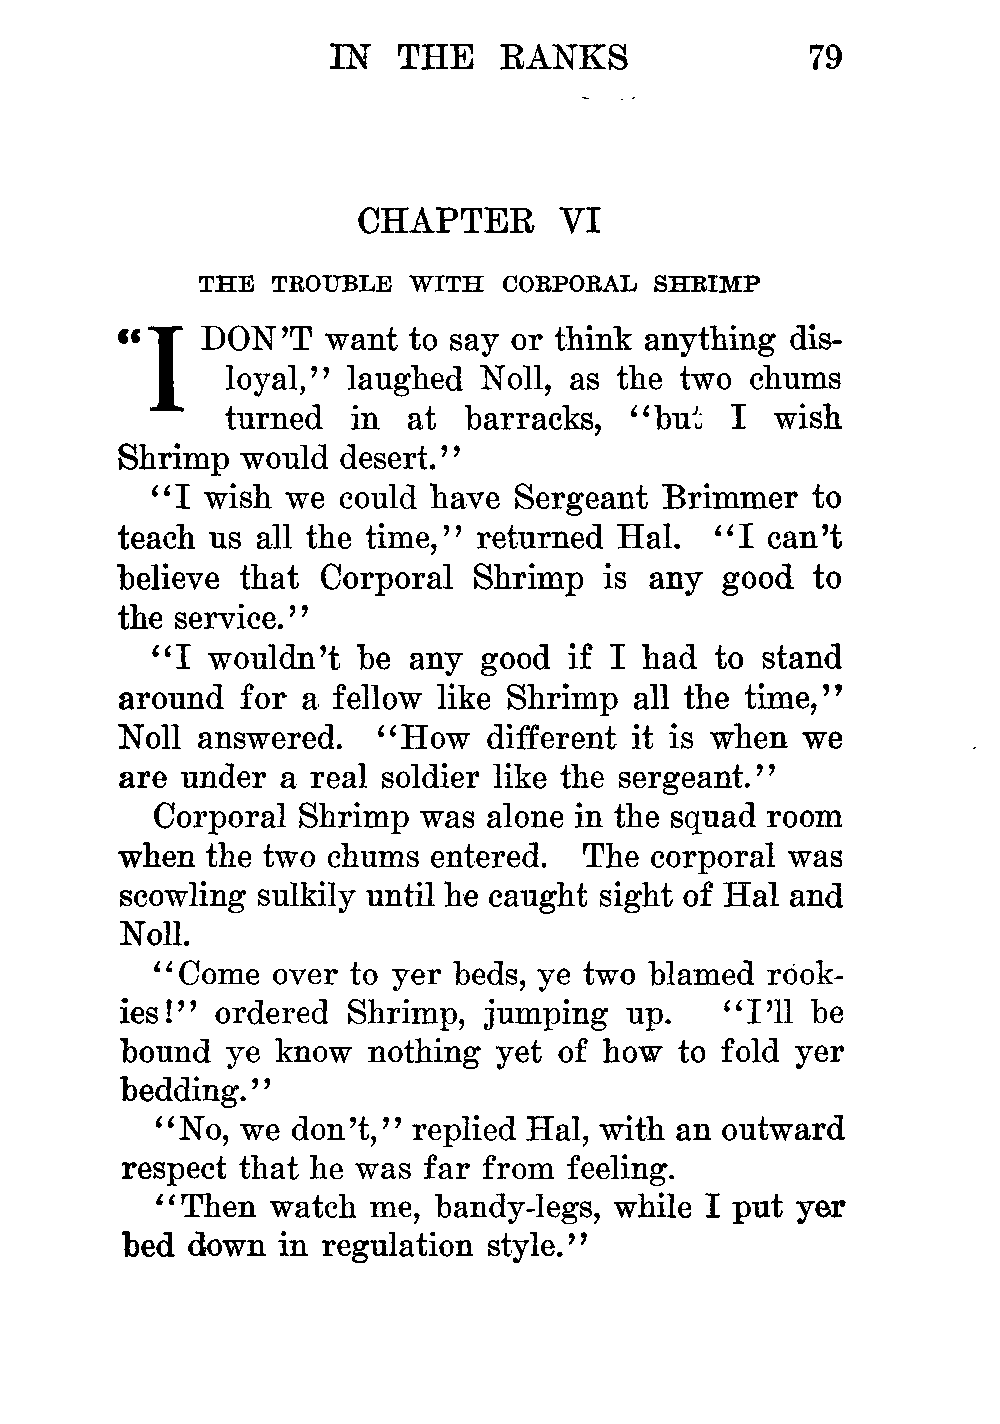 IN THE RANKS 79
CHAPTER VI
THE TROUBLE WITH CORPORAL SHRIMP
“I DON’T want to say or think anything dis-
loyal,” laughed Noll, as the two chums
turned in at barracks, “but I wish
Shrimp would desert.”
“I wish we could have Sergeant Brimmer to
teach us all the time,” returned Hal. “I can’t
believe that Corporal Shrimp is any good to
the service.”
“I wouldn’t be any good if I had to stand
around for a fellow like Shrimp all the time,”
Noll answered. “How different it is when we
are under a real soldier like the sergeant.”
Corporal Shrimp was alone in the squad room
when the two chums entered. The corporal was
scowling sulkily until he caught sight of Hal and
Noll.
“Come over to yer beds, ye two blamed rook-
ies!” ordered Shrimp, jumping up. “I’ll be
bound ye know nothing yet of how to fold yer
bedding.”
“No, we don’t,” replied Hal, with an outward
respect that he was far from feeling.
“Then watch me, bandy-legs, while I put yer
bed down in regulation style.”